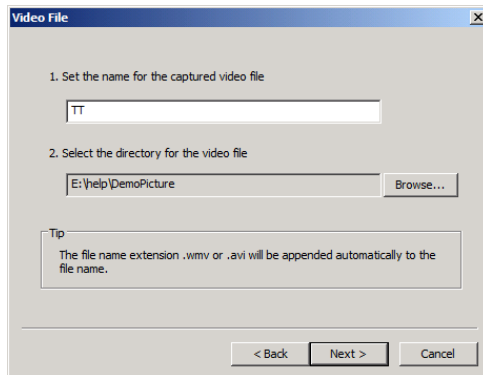 Video File
1. Set the name for the captured video file
TT
2. Select the directory for the video file
E:\help\DemoPicture
Browse...
Tip
The file name extension .wmv or .avi will be appended automatically to the
file name.
< Back
Next >
Cancel